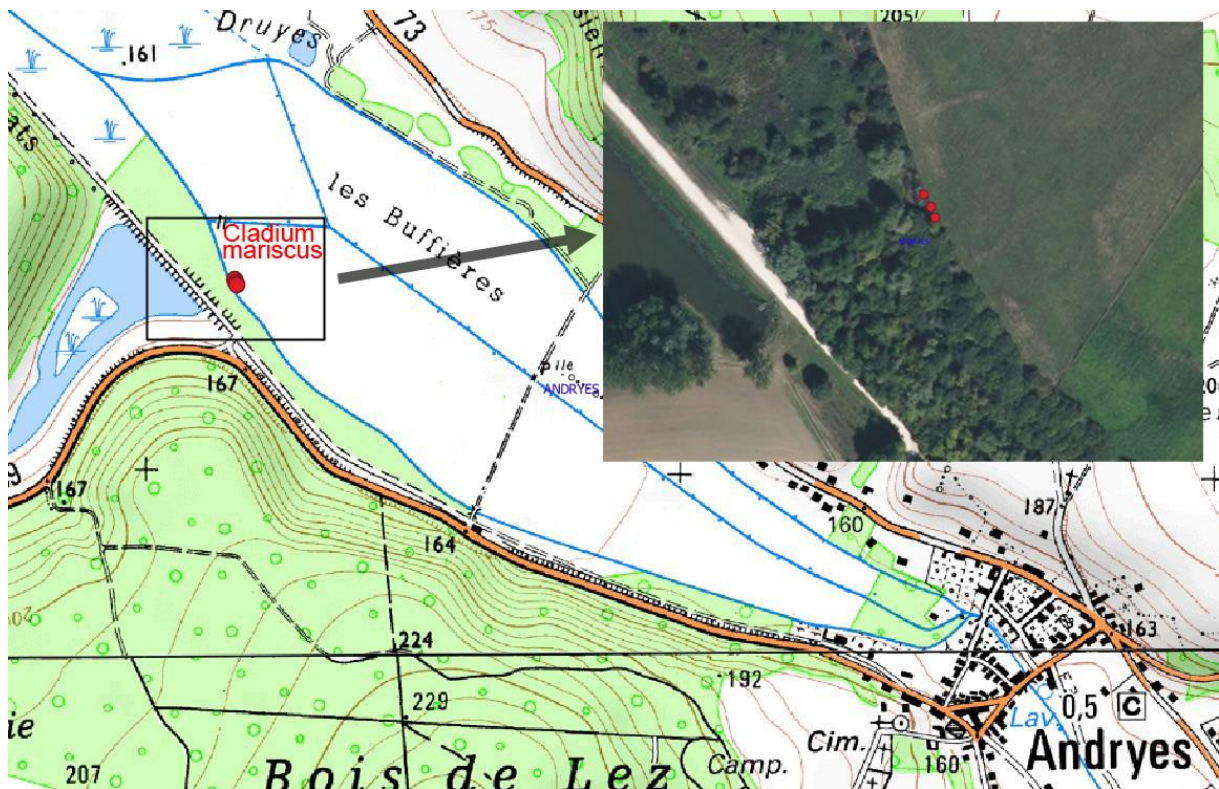 Druyes
73
175
205
161
les Buffières
Cladium
mariscus
ANDRYES
167
167
164
160
187
163
224
192
229
0,5 C
Lav.
Cim.
Camp.
160
Andryes
207
Bois de Lez